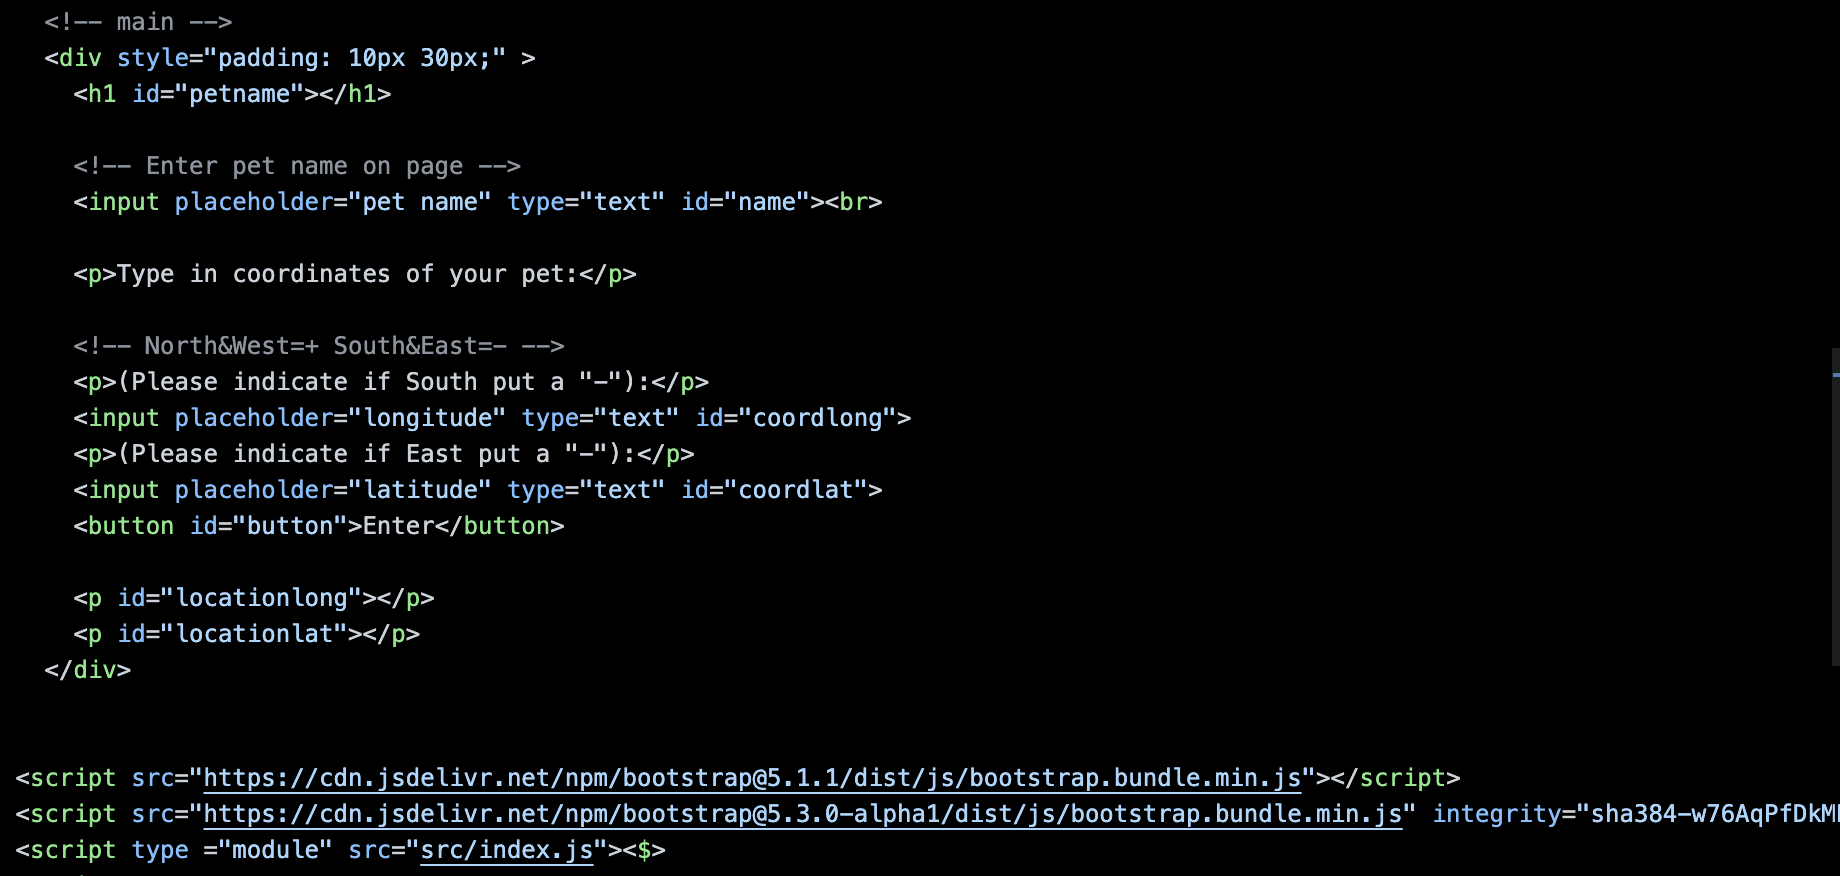 <!-- main -->
<div style="padding: 10px 30px;" >
<h1 id="petname"></h1>
<!-- Enter pet name on page -->
<input placeholder="pet name" type="text" id="name"><br>
<p>Type in coordinates of your pet:</p>
<!-- North&West=+ South&East=- -->
<p>(Please indicate if South put a "-"):</p>
<input placeholder="longitude" type="text" id="coordlong">
<p>(Please indicate if East put a "-"):</p>
<input placeholder="latitude" type="text" id="coordlat">
<button id="button">Enter</button>
<p id="locationlong"></p>
<p id="locationlat"></p>
</div>
<script src="https://cdn.jsdelivr.net/npm/bootstrap@5.1.1/dist/js/bootstrap.bundle.min.js"></script>
<script src="https://cdn.jsdelivr.net/npm/bootstrap@5.3.0-alpha1/dist/js/bootstrap.bundle.min.js" integrity="sha384-w76AqPfDkM
<script type ="module" src="src/index.js"><$>